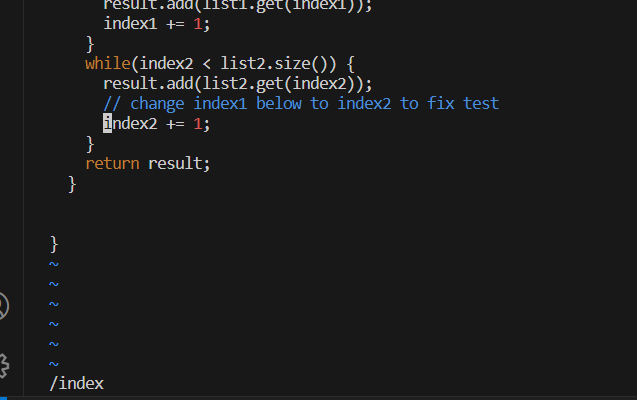 result.add(list1.get(index1));
index1 += 1;
}
while(index2 < list2.size()) {
result.add(list2.get(index2));
// change index1 below to index2 to fix test
index2 += 1;
}
return result;
}
}
~
~
~
~
~
~
/index